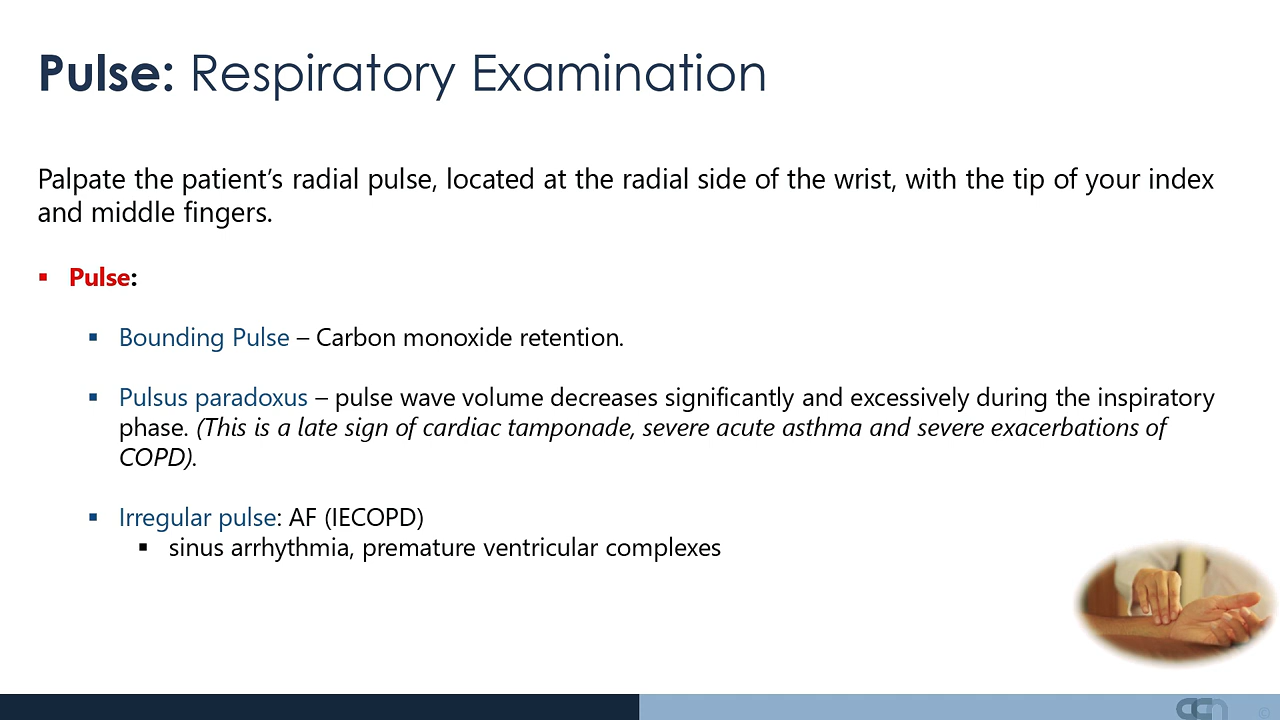 Pulse: Respiratory Examination
Palpate the patient’s radial pulse, located at the radial side of the wrist, with the tip of your index
and middle fingers.
▪ Pulse:
▪ Bounding Pulse – Carbon monoxide retention.
▪ Pulsus paradoxus – pulse wave volume decreases significantly and excessively during the inspiratory
phase. (This is a late sign of cardiac tamponade, severe acute asthma and severe exacerbations of
COPD).
▪ Irregular pulse: AF (IECOPD)
▪ sinus arrhythmia, premature ventricular complexes